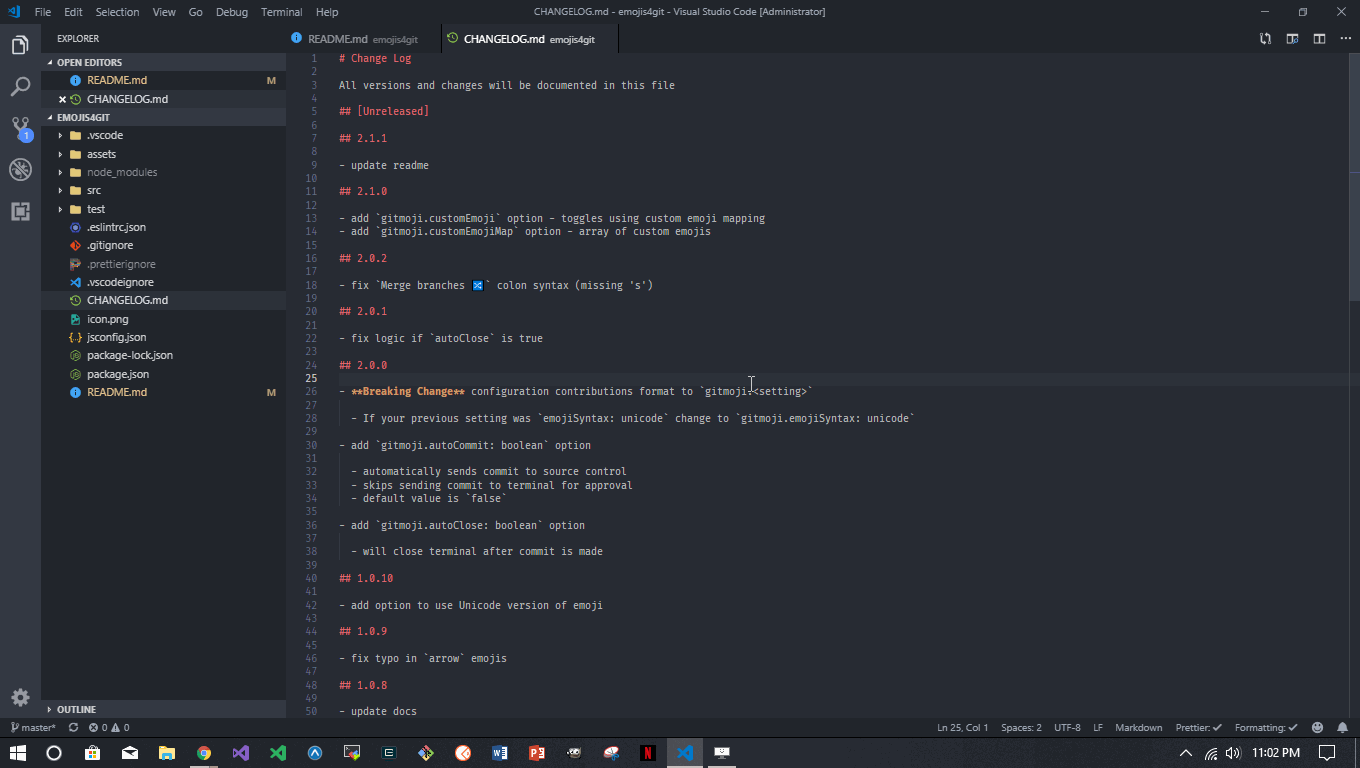 File Edit Selection View Go Debug Terminal Help
CHANGELOG.md - emojis4git - Visual Studio Code [Administrator]
EXPLORER
OPEN EDITORS
README.md M
CHANGELOG.md
EMOJIS4GIT
.vscode
assets
node_modules
src
test
.eslintrc.json
.gitignore
.prettierignore
.vscodeignore
CHANGELOG.md
icon.png
jsconfig.json
package-lock.json
package.json
README.md M
OUTLINE
1
README.md emojis4git
CHANGELOG.md emojis4git
1 # Change Log
2
3 All versions and changes will be documented in this file
4
5 ## [Unreleased]
6
7 ## 2.1.1
8
9 - update readme
10
11 ## 2.1.0
12
13 - add `gitmoji.customEmoji` option - toggles using custom emoji mapping
14 - add `gitmoji.customEmojiMap` option - array of custom emojis
15
16 ## 2.0.2
17
18 - fix `Merge branches 🔀` colon syntax (missing 's')
19
20 ## 2.0.1
21
22 - fix logic if `autoClose` is true
23
24 ## 2.0.0
25
26 - **Breaking Change** configuration contributions format to `gitmoji.<setting>`
27
28 - If your previous setting was `emojiSyntax: unicode` change to `gitmoji.emojiSyntax: unicode`
29
30 - add `gitmoji.autoCommit: boolean` option
31
32 - automatically sends commit to source control
33 - skips sending commit to terminal for approval
34 - default value is `false`
35
36 - add `gitmoji.autoClose: boolean` option
37
38 - will close terminal after commit is made
39
40 ## 1.0.10
41
42 - add option to use Unicode version of emoji
43
44 ## 1.0.9
45
46 - fix typo in `arrow` emojis
47
48 ## 1.0.8
49
50 - update docs
master* 0 0
Ln 25, Col 1 Spaces: 2 UTF-8 LF Markdown Prettier: ✓ Formatting: ✓
11:02 PM